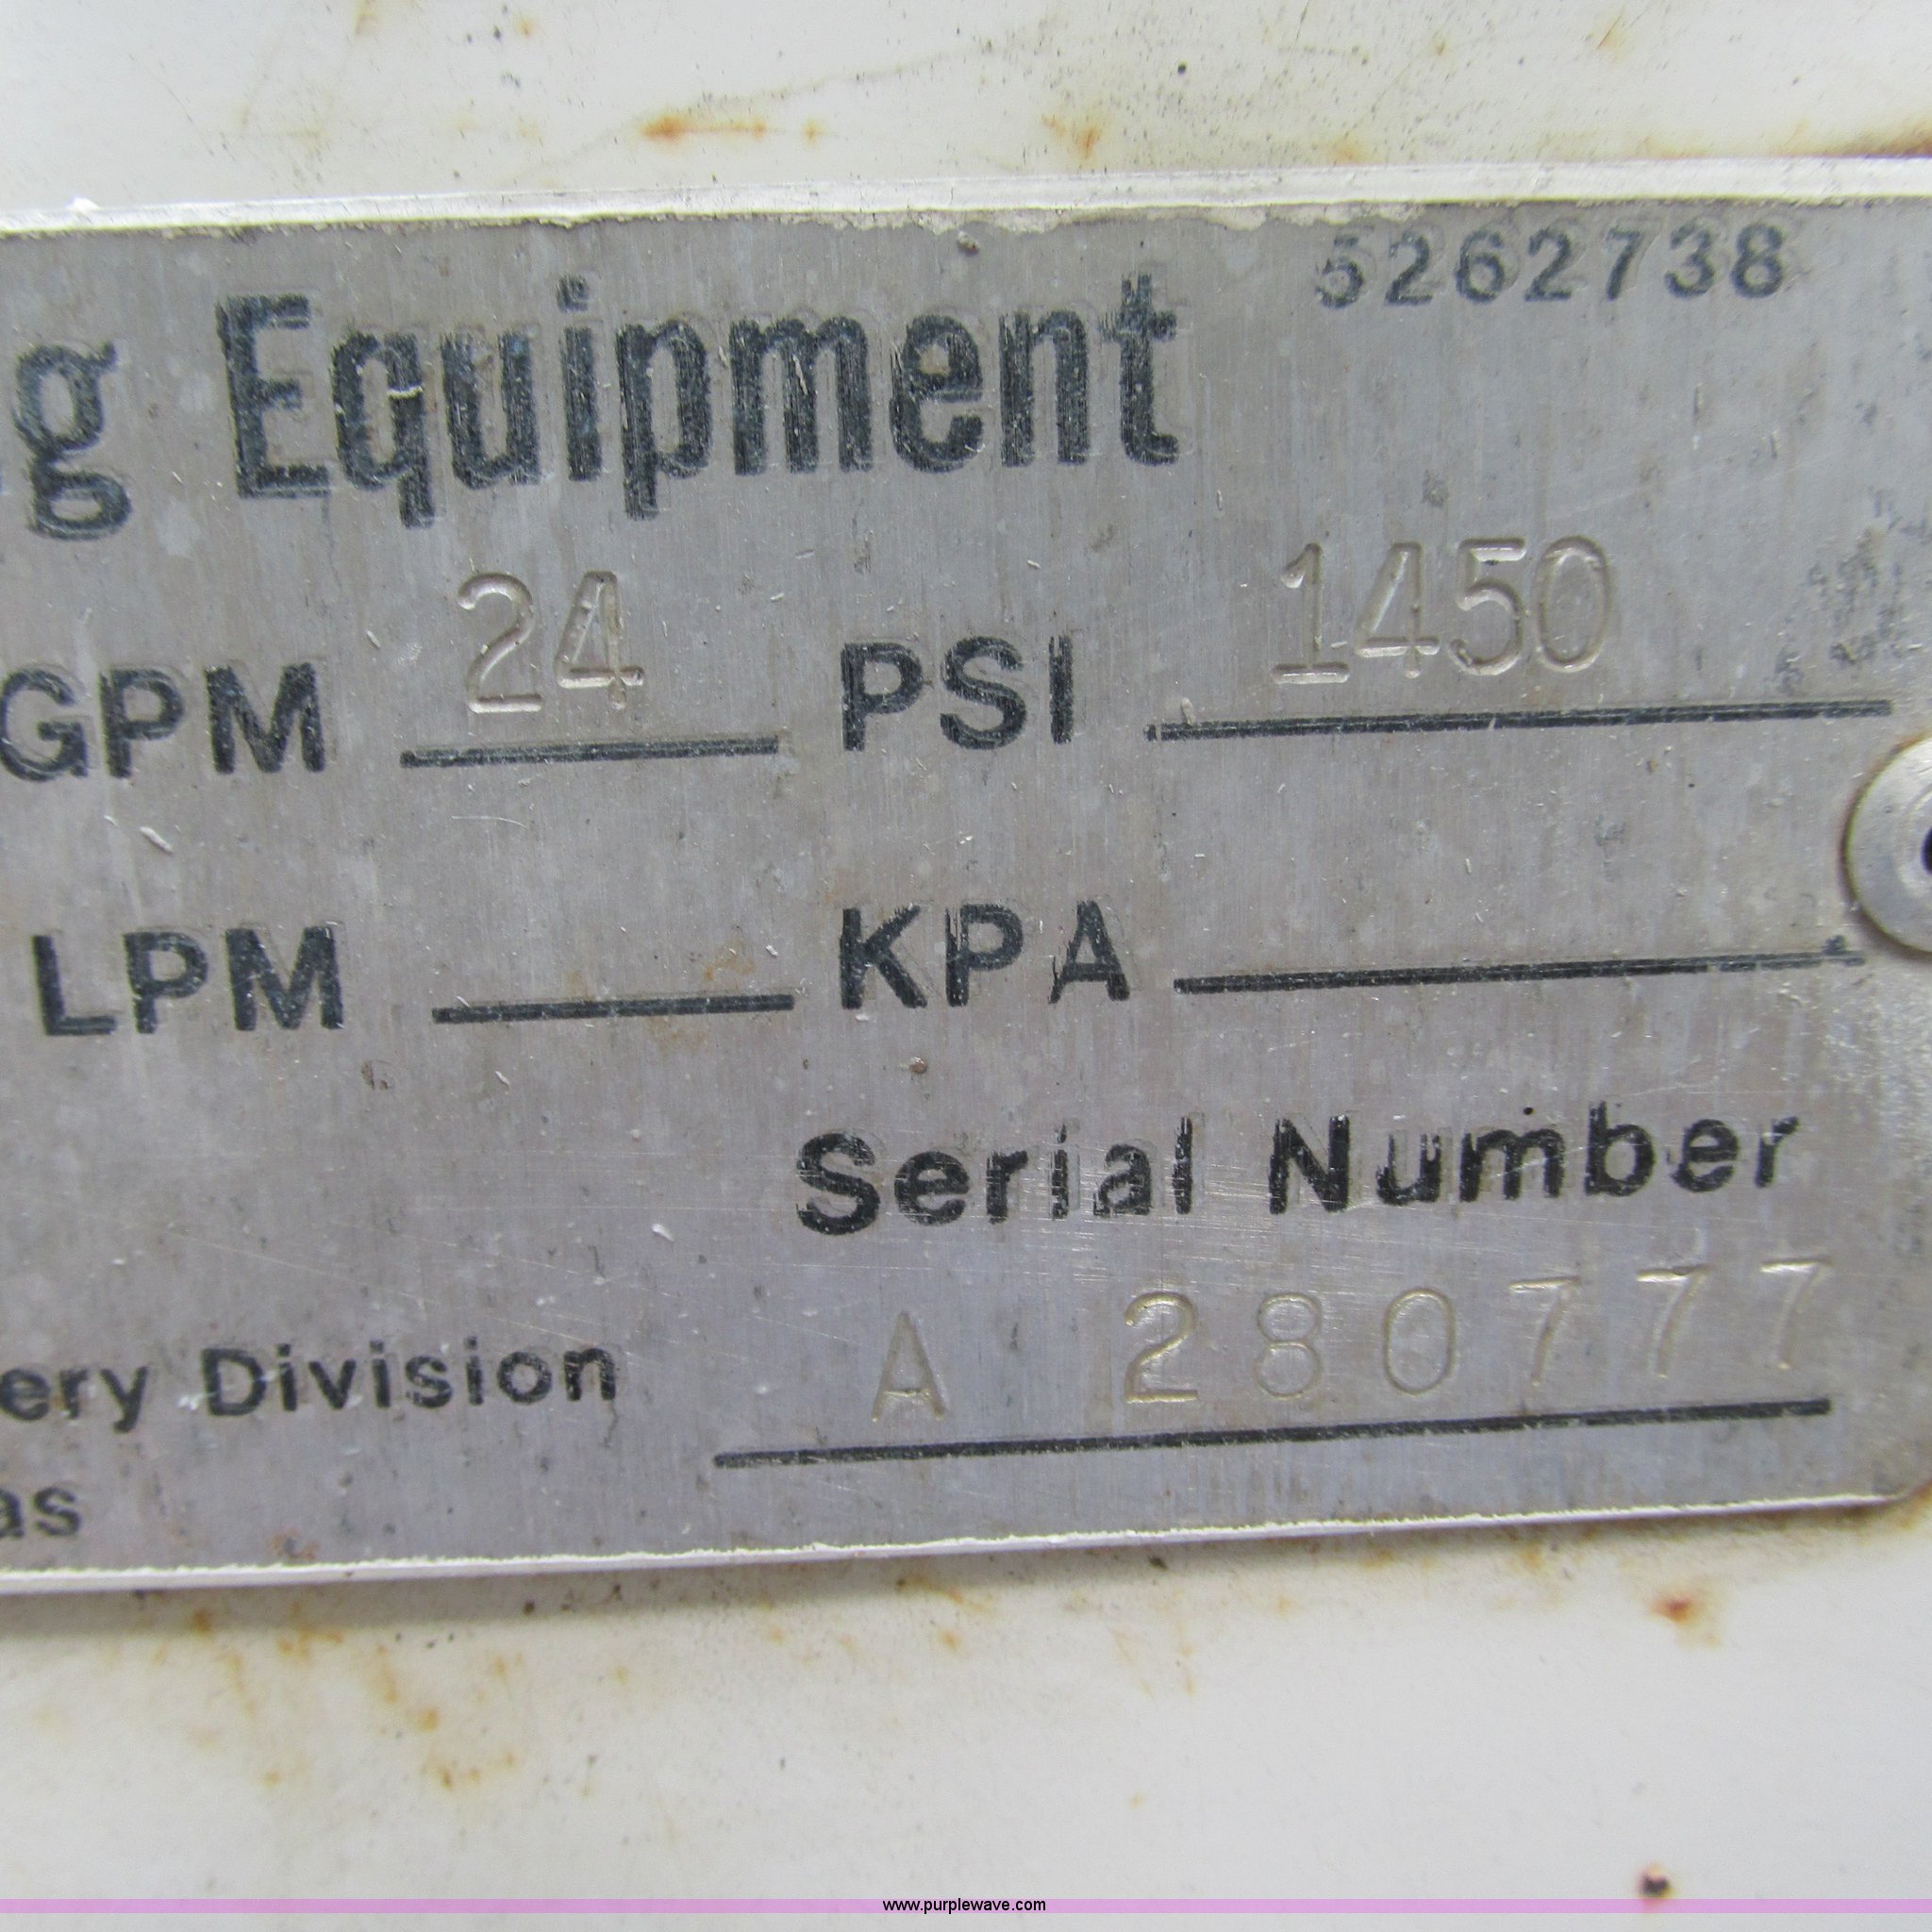 5262738
g Equipment
GPM 24 PSI 1450
LPM KPA
Serial Number
A 280777
ery Division
as
www.purplewave.com